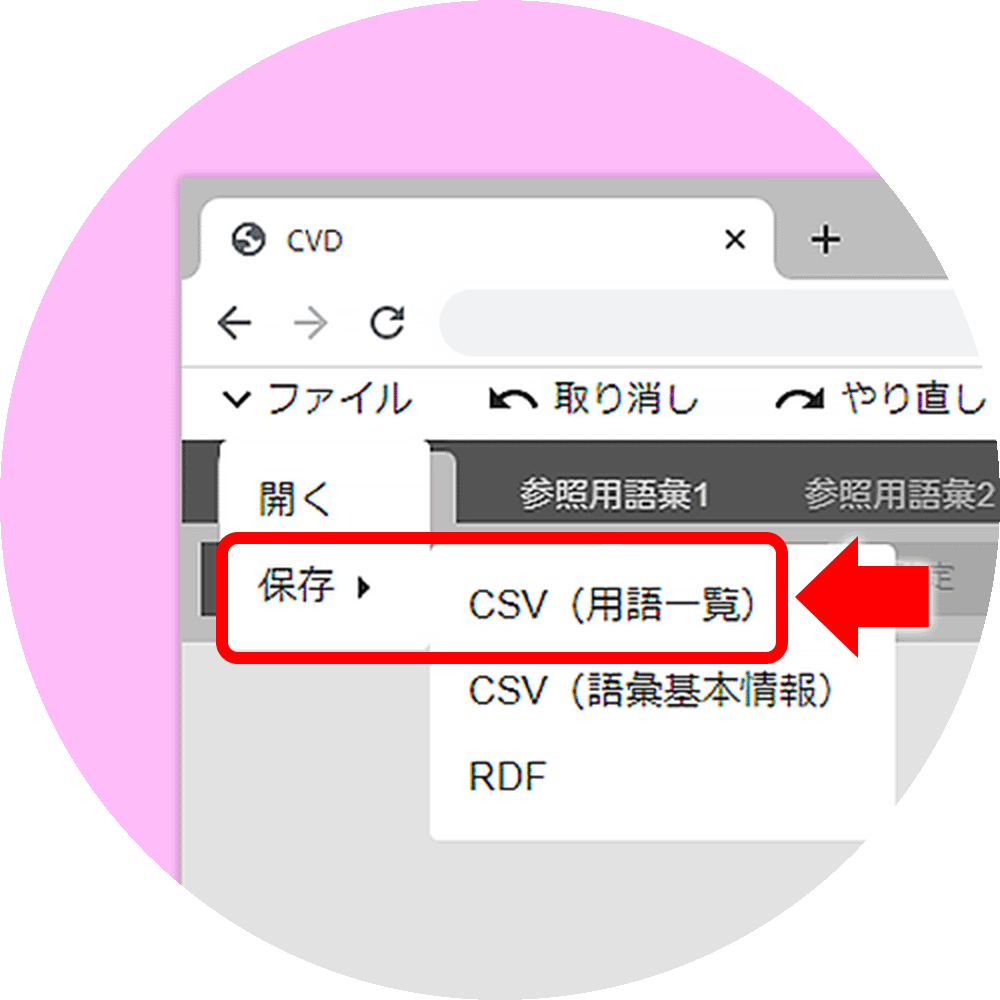 CVD
ファイル 取り消し やり直し
開く
参照用語彙1 参照用語彙2
保存
CSV（用語一覧）
CSV（語彙基本情報）
RDF